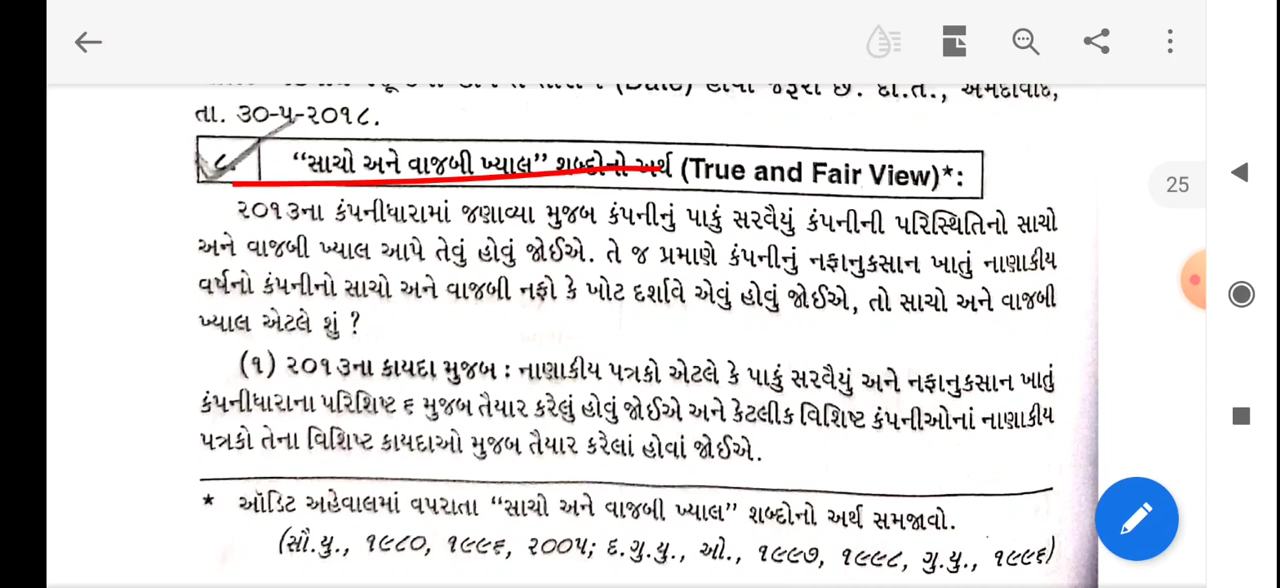 (Date) હોવી જરૂરી છે. દા.ત., અમદાવાદ,
તા. ૩૦-૫-૨૦૧૮.
૮. "સાચો અને વાજબી ખ્યાલ" શબ્દોનો અર્થ (True and Fair View)*:
25
૨૦૧૩ના કંપનીધારામાં જણાવ્યા મુજબ કંપનીનું પાકું સરવૈયું કંપનીની પરિસ્થિતિનો સાચો
અને વાજબી ખ્યાલ આપે તેવું હોવું જોઈએ. તે જ પ્રમાણે કંપનીનું નફાનુકસાન ખાતું નાણાકીય
વર્ષનો કંપનીનો સાચો અને વાજબી નફો કે ખોટ દર્શાવે એવું હોવું જોઈએ, તો સાચો અને વાજબી
ખ્યાલ એટલે શું ?
(૧) ૨૦૧૩ના કાયદા મુજબ : નાણાકીય પત્રકો એટલે કે પાકું સરવૈયું અને નફાનુકસાન ખાતું
કંપનીધારાના પરિશિષ્ટ ૬ મુજબ તૈયાર કરેલું હોવું જોઈએ અને કેટલીક વિશિષ્ટ કંપનીઓનાં નાણાકીય
પત્રકો તેના વિશિષ્ટ કાયદાઓ મુજબ તૈયાર કરેલાં હોવાં જોઈએ.
* ઑડિટ અહેવાલમાં વપરાતા "સાચો અને વાજબી ખ્યાલ" શબ્દોનો અર્થ સમજાવો.
(સૌ.યુ., ૧૯૮૦, ૧૯૯૬, ૨૦૦૫; દ.ગુ.યુ., ઓ., ૧૯૯૭, ૧૯૯૮, ગુ.યુ., ૧૯૯૬)